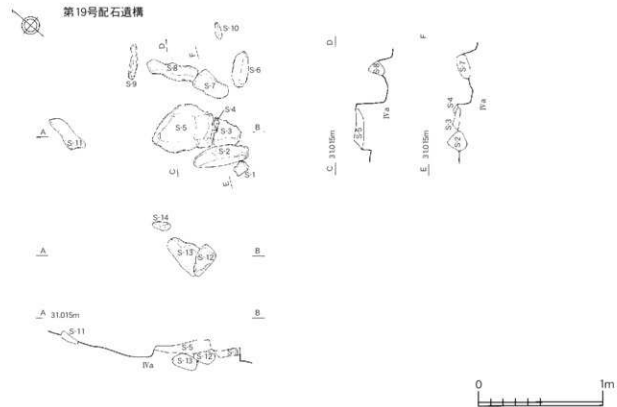 第19号配石遺構
S-10
D
F
S-8
S-9
S-7
S-6
S-4
S-5
S-3
A
S-11
B
S-2
C
S-1
E
S-14
A
B
S-13
S-12
A 31.015m
B
S-11
S-5
S-12
Ⅳa
S-13
D
F
S-8
S-7
Ⅳa
Ⅳa
S-4
S-3
S-5
S-2
31.015m
31.015m
C
E
0
1m